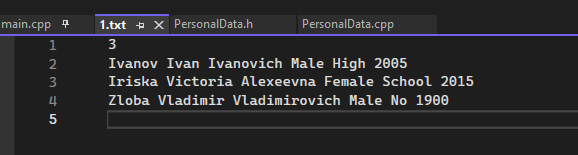 main.cpp 1.txt PersonalData.h PersonalData.cpp
1 3
2 Ivanov Ivan Ivanovich Male High 2005
3 Iriska Victoria Alexeevna Female School 2015
4 Zloba Vladimir Vladimirovich Male No 1900
5